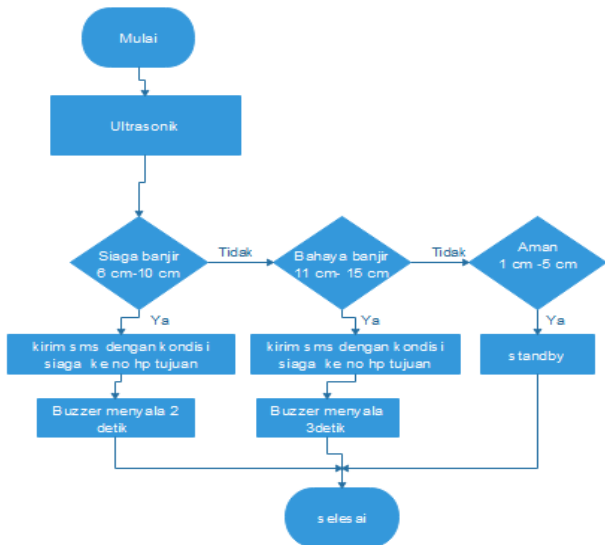 Mulai
Ultrasonik
Siaga banjir
6 cm-10 cm
Tidak
Bahaya banjir
11 cm- 15 cm
Tidak
Aman
1 cm -5 cm
Ya
Ya
Ya
kirim sms dengan kondisi
siaga ke no hp tujuan
kirim sms dengan kondisi
siaga ke no hp tujuan
standby
Buzzer menyala 2
detik
Buzzer menyala
3detik
selesai